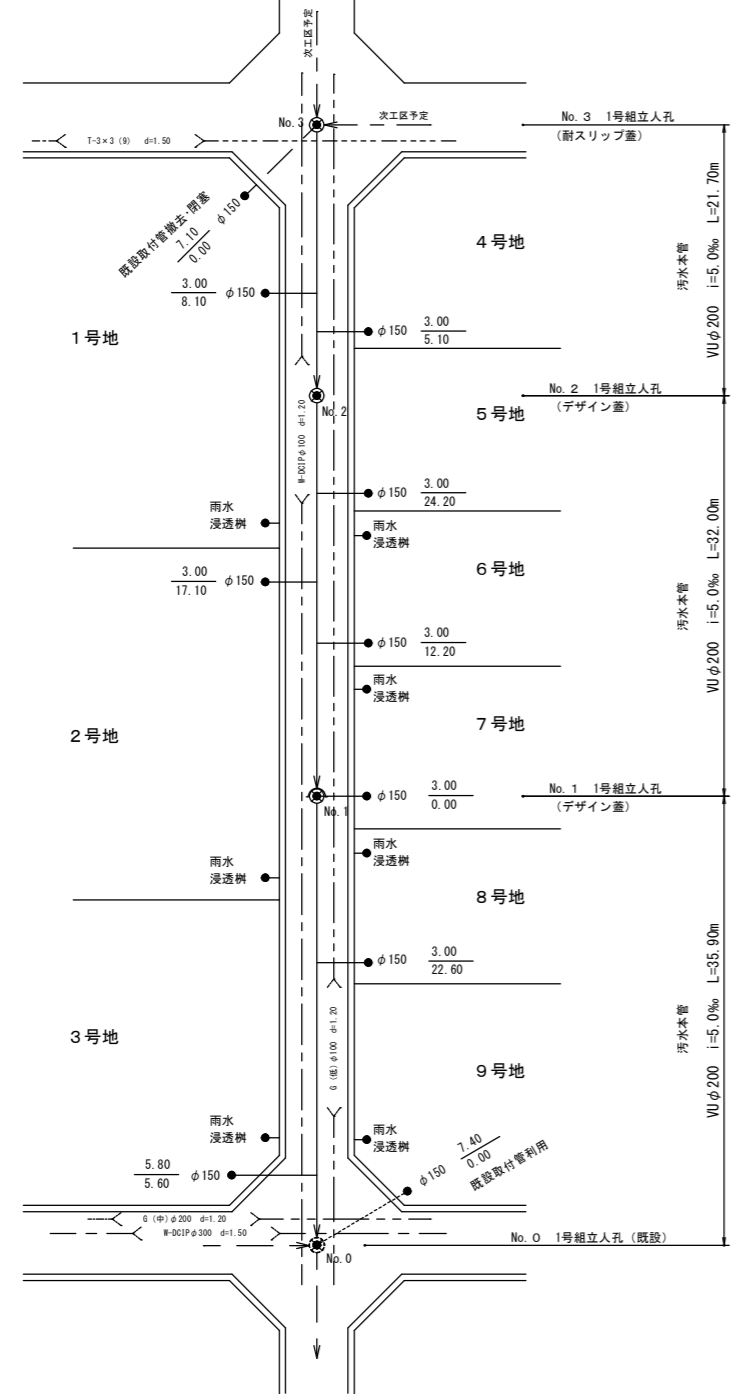 次工区予定
次工区予定
No. 3
No. 3 1号組立人孔
(耐スリップ蓋)
T-3×3 (9) d=1.50
既設取付管撤去・閉塞
7.10
0.00
φ150
4号地
汚水本管
VUφ200 i=5.0‰ L=21.70m
3.00
8.10
φ150
1号地
φ150
3.00
5.10
No. 2 1号組立人孔
(デザイン蓋)
No. 2
5号地
W-DCIPφ100 d=1.20
φ150
3.00
24.20
雨水
浸透桝
雨水
浸透桝
6号地
3.00
17.10
φ150
汚水本管
VUφ200 i=5.0‰ L=32.00m
φ150
3.00
12.20
雨水
浸透桝
2号地
7号地
φ150
3.00
0.00
No. 1 1号組立人孔
(デザイン蓋)
No. 1
雨水
浸透桝
雨水
浸透桝
8号地
φ150
3.00
22.60
3号地
G (低) φ100 d=1.20
9号地
汚水本管
VUφ200 i=5.0‰ L=35.90m
雨水
浸透桝
雨水
浸透桝
5.80
5.60
φ150
φ150
7.40
0.00
既設取付管利用
G (中) φ200 d=1.20
W-DCIPφ300 d=1.50
No. 0 1号組立人孔 (既設)
No. 0